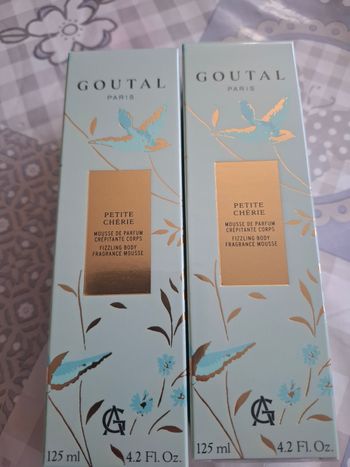 GOUTAL
PARIS
PETITE
CHÉRIE
MOUSSE DE PARFUM
CRÉPITANTE CORPS
FIZZLING BODY
FRAGRANCE MOUSSE
AG
125 ml 4.2 Fl. Oz.
GOUTAL
PARIS
PETITE
CHÉRIE
MOUSSE DE PARFUM
CRÉPITANTE CORPS
FIZZLING BODY
FRAGRANCE MOUSSE
AG
125 ml 4.2 Fl. Oz.